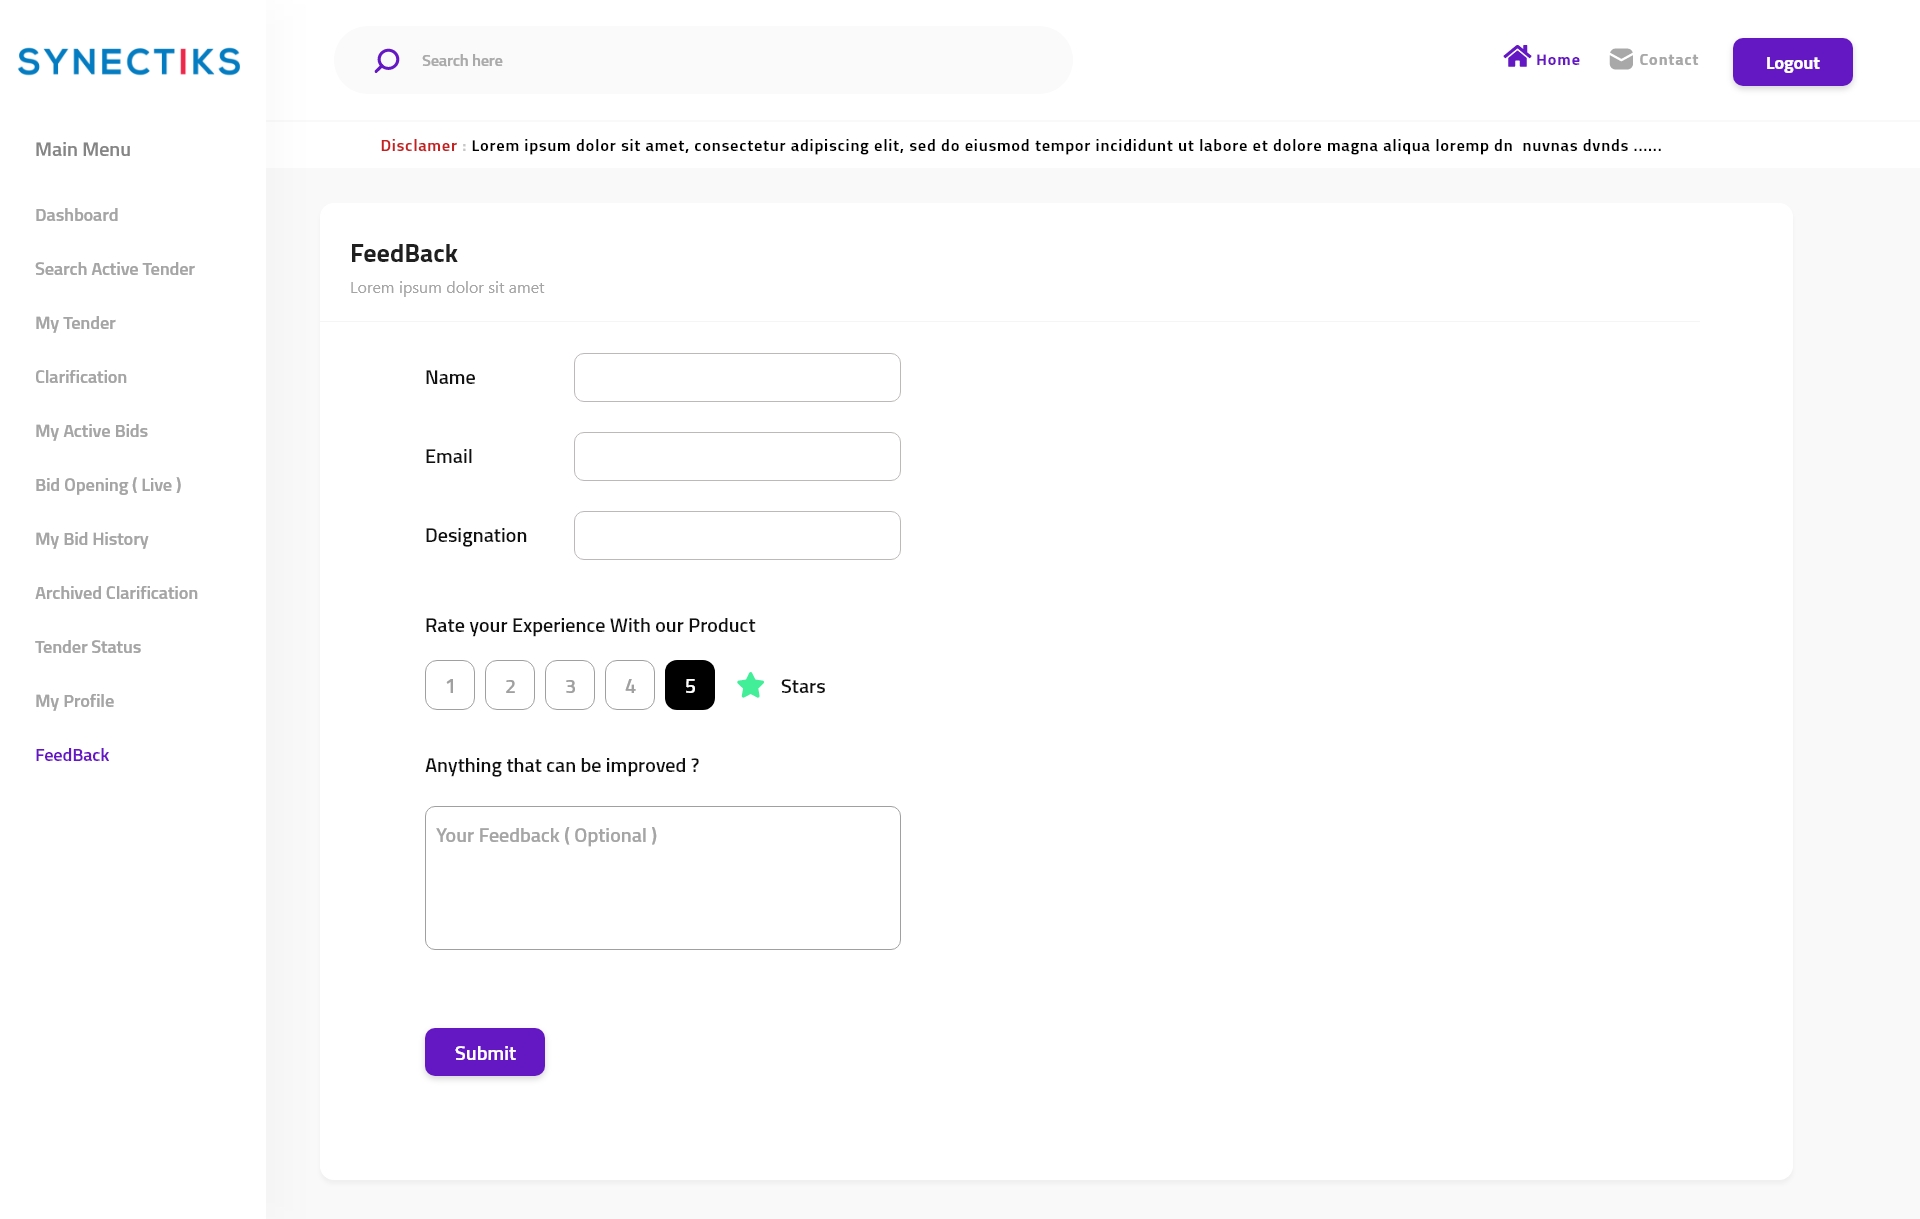 SYNECTIKS
Search here
Home
Contact
Logout
Disclamer : Lorem ipsum dolor sit amet, consectetur adipiscing elit, sed do eiusmod tempor incididunt ut labore et dolore magna aliqua loremp dn  nuvnas dvnds ......
Main Menu
Dashboard
Search Active Tender
My Tender
Clarification
My Active Bids
Bid Opening ( Live )
My Bid History
Archived Clarification
Tender Status
My Profile
FeedBack
FeedBack
Lorem ipsum dolor sit amet
Name
Email
Designation
Rate your Experience With our Product
1 2 3 4 5 Stars
Anything that can be improved ?
Your Feedback ( Optional )
Submit